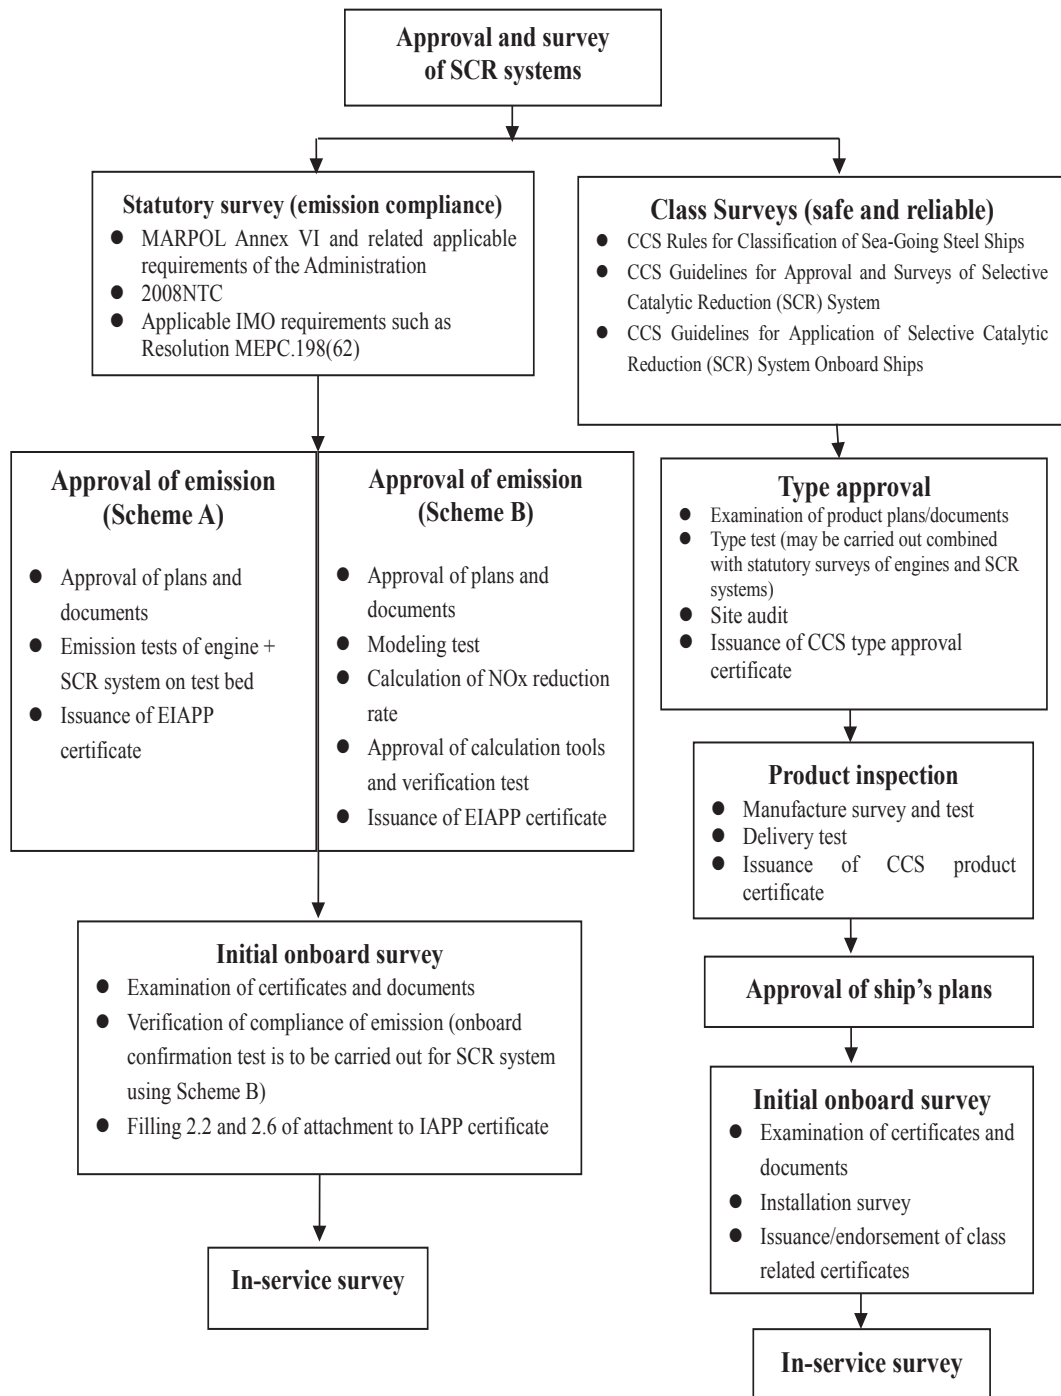 Approval and survey
of SCR systems
Statutory survey (emission compliance)
● MARPOL Annex VI and related applicable
requirements of the Administration
● 2008NTC
● Applicable IMO requirements such as
Resolution MEPC.198(62)
Class Surveys (safe and reliable)
● CCS Rules for Classification of Sea-Going Steel Ships
● CCS Guidelines for Approval and Surveys of Selective
Catalytic Reduction (SCR) System
● CCS Guidelines for Application of Selective Catalytic
Reduction (SCR) System Onboard Ships
Approval of emission
(Scheme A)
● Approval of plans and
documents
● Emission tests of engine +
SCR system on test bed
● Issuance of EIAPP
certificate
Approval of emission
(Scheme B)
● Approval of plans and
documents
● Modeling test
● Calculation of NOx reduction
rate
● Approval of calculation tools
and verification test
● Issuance of EIAPP certificate
Type approval
● Examination of product plans/documents
● Type test (may be carried out combined
with statutory surveys of engines and SCR
systems)
● Site audit
● Issuance of CCS type approval
certificate
Product inspection
● Manufacture survey and test
● Delivery test
● Issuance of CCS product
certificate
Initial onboard survey
● Examination of certificates and documents
● Verification of compliance of emission (onboard
confirmation test is to be carried out for SCR system
using Scheme B)
● Filling 2.2 and 2.6 of attachment to IAPP certificate
Approval of ship's plans
Initial onboard survey
● Examination of certificates and
documents
● Installation survey
● Issuance/endorsement of class
related certificates
In-service survey
In-service survey